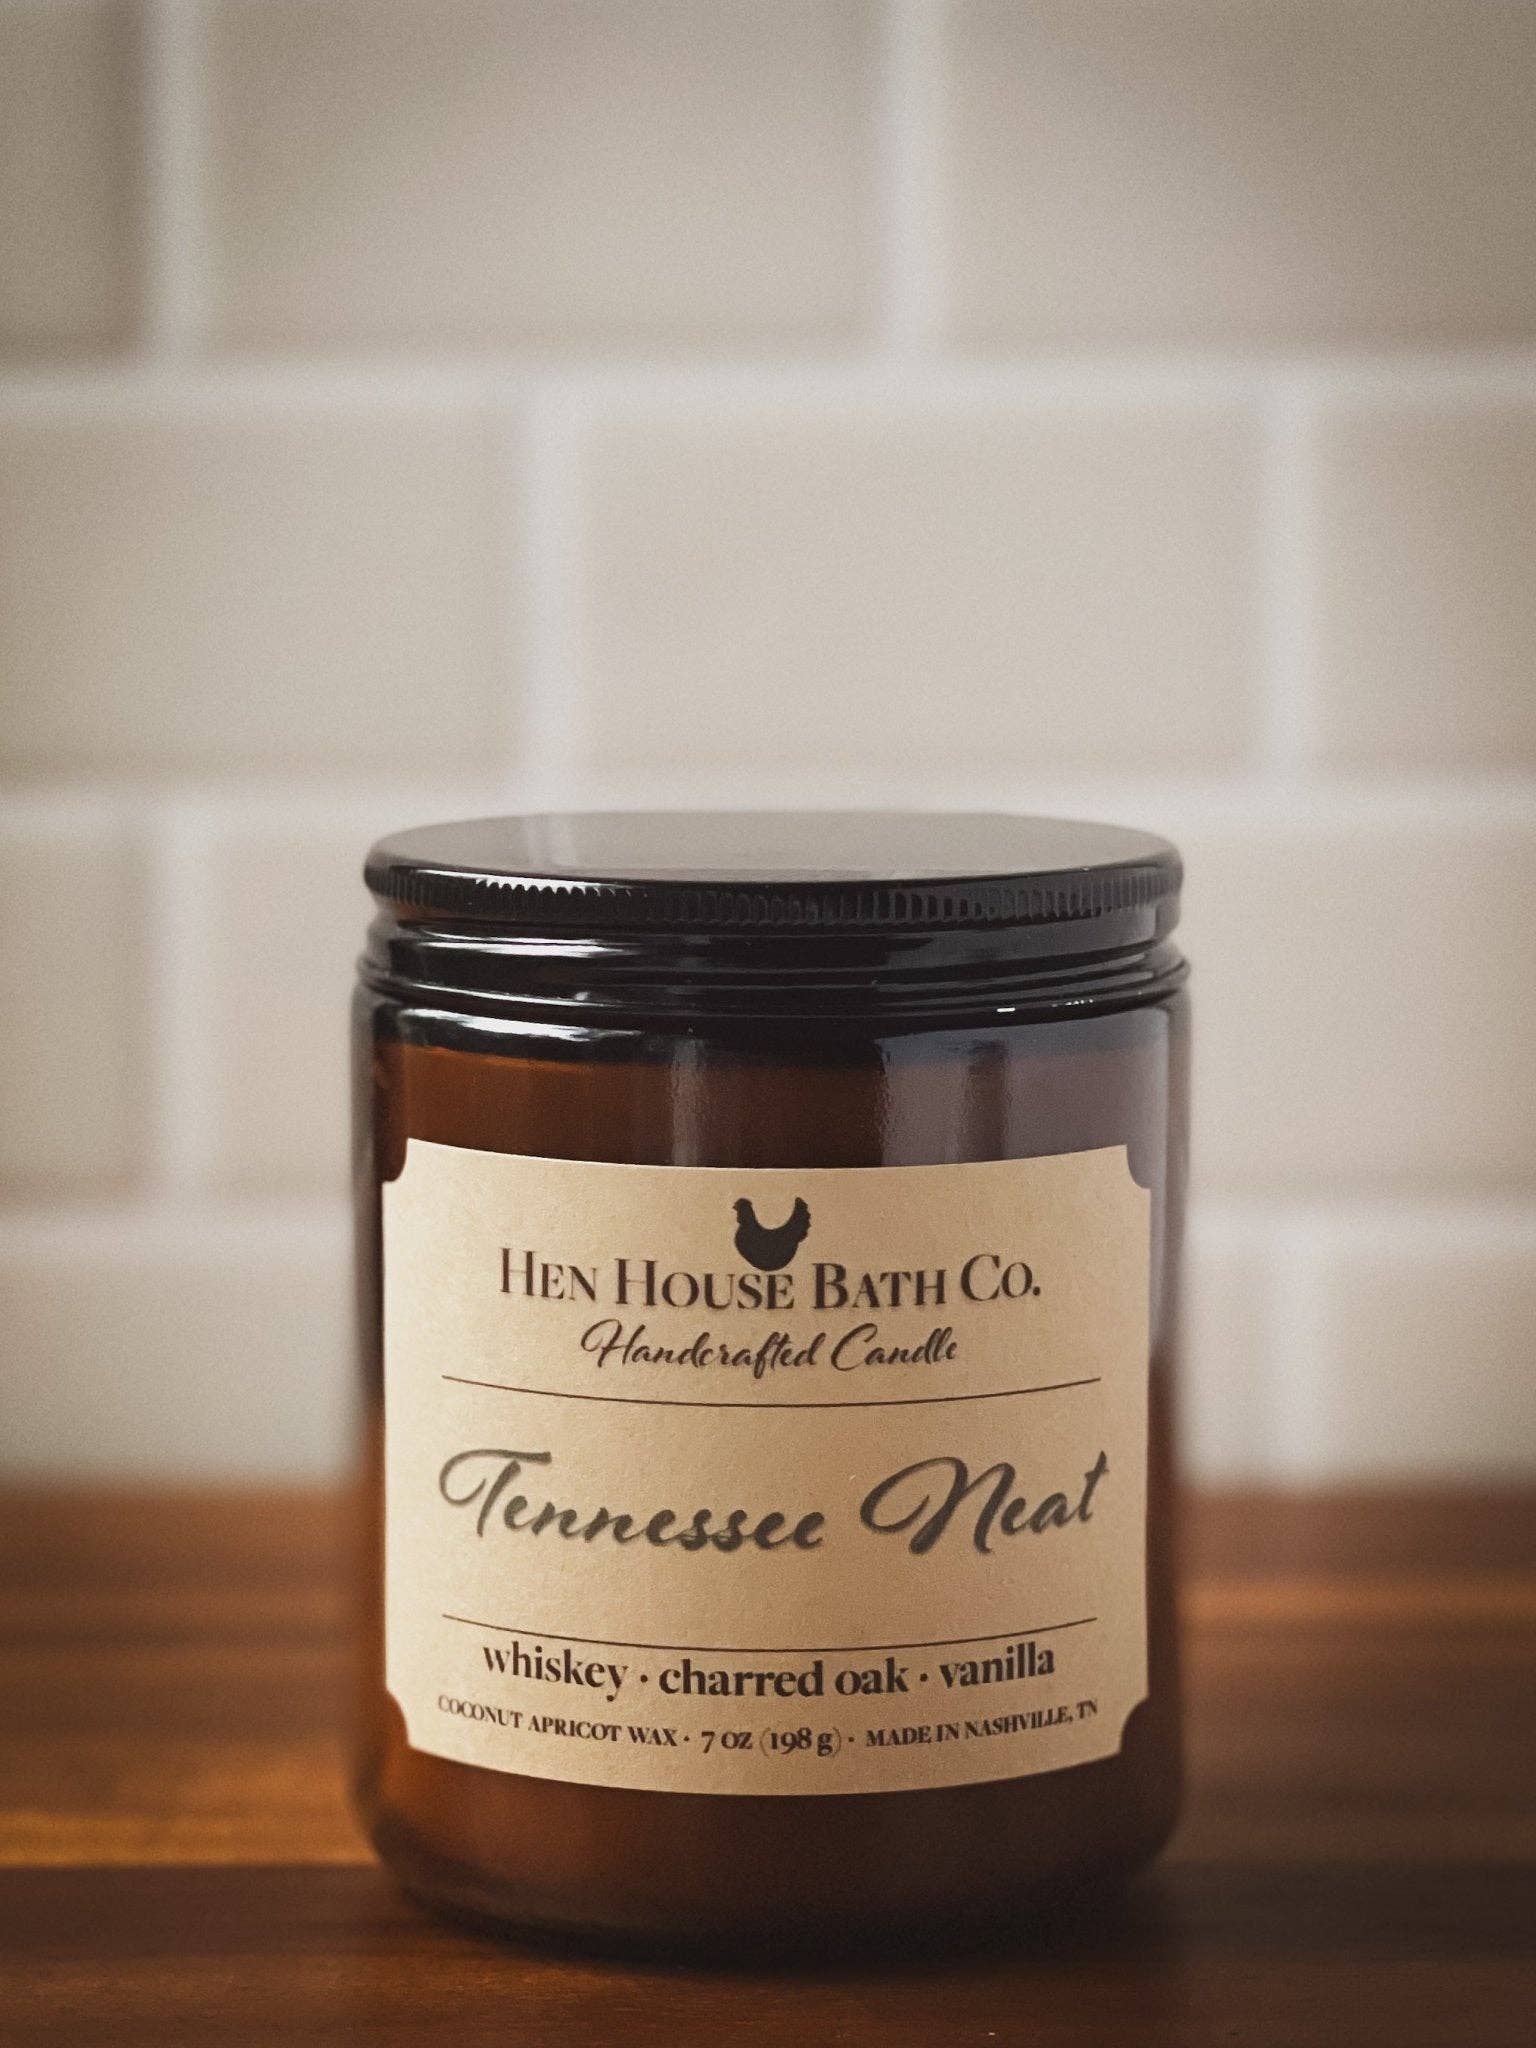 Hen House Bath Co.
Handcrafted Candle
Tennessee Neat
whiskey · charred oak · vanilla
COCONUT APRICOT WAX · 7 OZ (198 g) · MADE IN NASHVILLE, TN